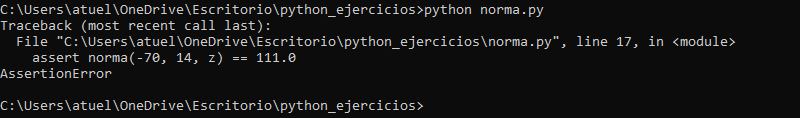 C:\Users\atuel\OneDrive\Escritorio\python_ejercicios>python norma.py
Traceback (most recent call last):
  File "C:\Users\atuel\OneDrive\Escritorio\python_ejercicios\norma.py", line 17, in <module>
    assert norma(-70, 14, z) == 111.0
AssertionError
C:\Users\atuel\OneDrive\Escritorio\python_ejercicios>